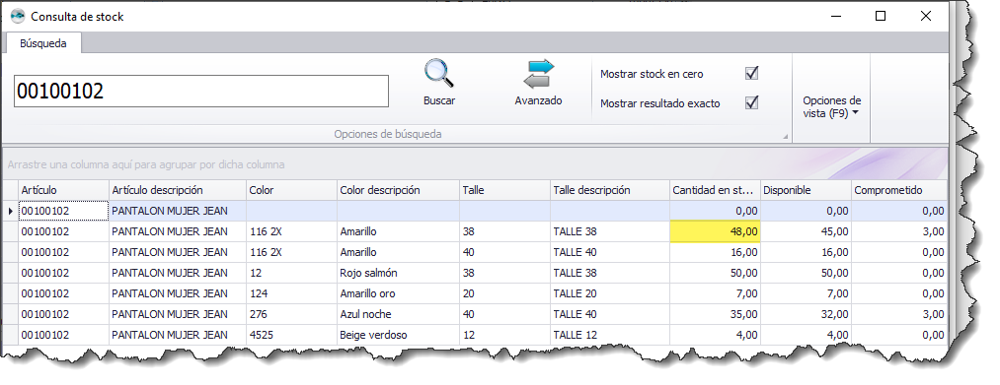 Consulta de stock
Búsqueda
00100102
Buscar
Avanzado
Mostrar stock en cero
Mostrar resultado exacto
Opciones de
vista (F9)
Opciones de búsqueda
Arrastre una columna aquí para agrupar por dicha columna
Artículo Artículo descripción Color Color descripción Talle Talle descripción Cantidad en st... Disponible Comprometido
00100102 PANTALON MUJER JEAN 0,00 0,00 0,00
00100102 PANTALON MUJER JEAN 116 2X Amarillo 38 TALLE 38 48,00 45,00 3,00
00100102 PANTALON MUJER JEAN 116 2X Amarillo 40 TALLE 40 16,00 16,00 0,00
00100102 PANTALON MUJER JEAN 12 Rojo salmón 38 TALLE 38 50,00 50,00 0,00
00100102 PANTALON MUJER JEAN 124 Amarillo oro 20 TALLE 20 7,00 7,00 0,00
00100102 PANTALON MUJER JEAN 276 Azul noche 40 TALLE 40 35,00 32,00 3,00
00100102 PANTALON MUJER JEAN 4525 Beige verdoso 12 TALLE 12 4,00 4,00 0,00